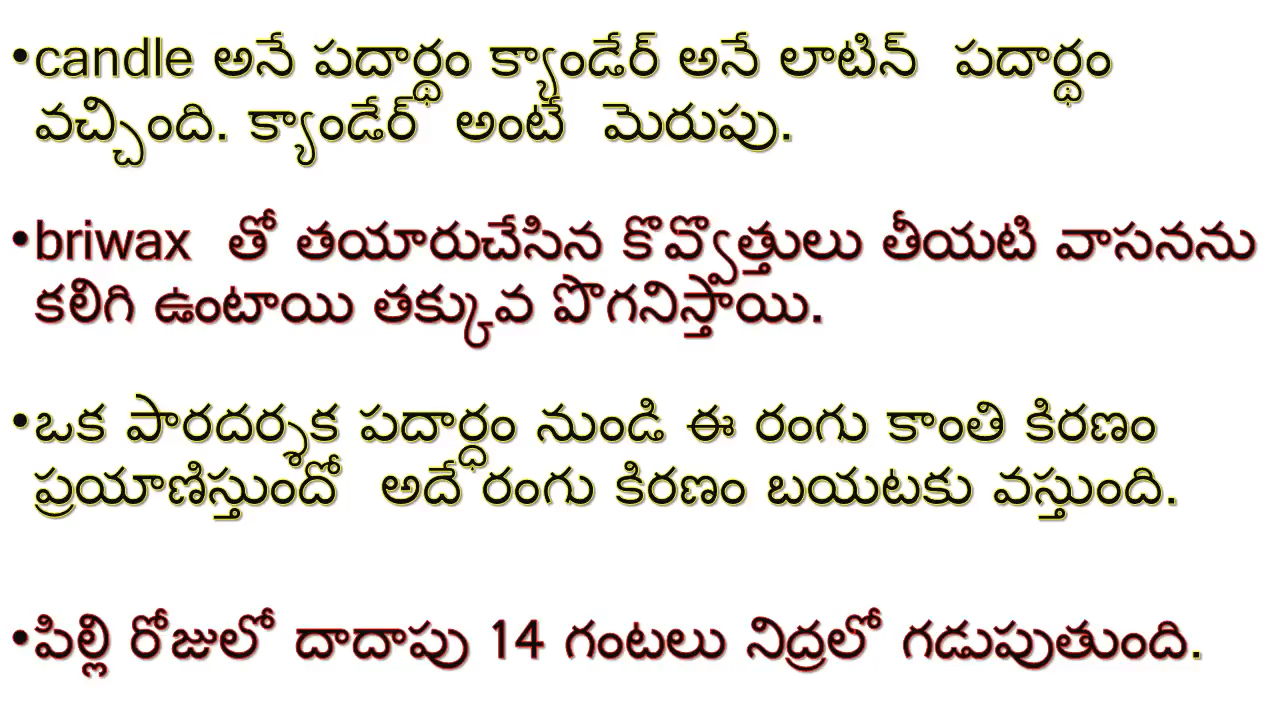 •candle అనే పదార్థం క్యాండేర్ అనే లాటిన్ పదార్థం
వచ్చింది. క్యాండేర్ అంటే మెరుపు.
•briwax తో తయారుచేసిన కొవ్వొత్తులు తీయటి వాసనను
కలిగి ఉంటాయి తక్కువ పొగనిస్తాయి.
•ఒక పారదర్శక పదార్ధం నుండి ఈ రంగు కాంతి కిరణం
ప్రయాణిస్తుందో అదే రంగు కిరణం బయటకు వస్తుంది.
•పిల్లి రోజులో దాదాపు 14 గంటలు నిద్రలో గడుపుతుంది.